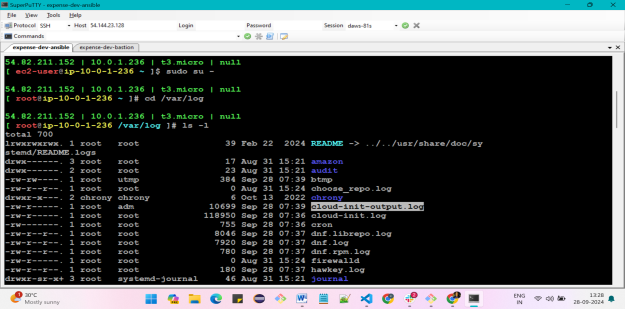 SuperPuTTY - expense-dev-ansible
File View Tools Help
Protocol SSH Host 54.144.23.128 Login Password Session daws-81s
Commands
expense-dev-ansible expense-dev-bastion
54.82.211.152 | 10.0.1.236 | t3.micro | null
[ ec2-user@ip-10-0-1-236 ~ ]$ sudo su -
54.82.211.152 | 10.0.1.236 | t3.micro | null
[ root@ip-10-0-1-236 ~ ]# cd /var/log
54.82.211.152 | 10.0.1.236 | t3.micro | null
[ root@ip-10-0-1-236 /var/log ]# ls -l
total 700
lrwxrwxrwx. 1 root root 39 Feb 22 2024 README -> ../../usr/share/doc/sy
stemd/README.logs
drwx------. 3 root root 17 Aug 31 15:21 amazon
drwx------. 2 root root 23 Aug 31 15:21 audit
-rw-rw----. 1 root utmp 384 Sep 28 07:39 btmp
-rw-r--r--. 1 root root 0 Aug 31 15:24 choose_repo.log
drwxr-x---. 2 chrony chrony 6 Oct 13 2022 chrony
-rw-r-----. 1 root adm 10699 Sep 28 07:39 cloud-init-output.log
-rw-r--r--. 1 root root 118950 Sep 28 07:36 cloud-init.log
-rw-r--r--. 1 root root 755 Sep 28 07:36 cron
-rw-r--r--. 1 root root 8046 Sep 28 07:37 dnf.librepo.log
-rw-r--r--. 1 root root 7920 Sep 28 07:37 dnf.log
-rw-r--r--. 1 root root 780 Sep 28 07:37 dnf.rpm.log
-rw-r--r--. 1 root root 0 Aug 31 15:24 firewalld
-rw-r--r--. 1 root root 180 Sep 28 07:37 hawkey.log
drwxr-sr-x+ 3 root systemd-journal 46 Aug 31 15:21 journal
30°C
Mostly sunny
ENG
IN
13:28
28-09-2024